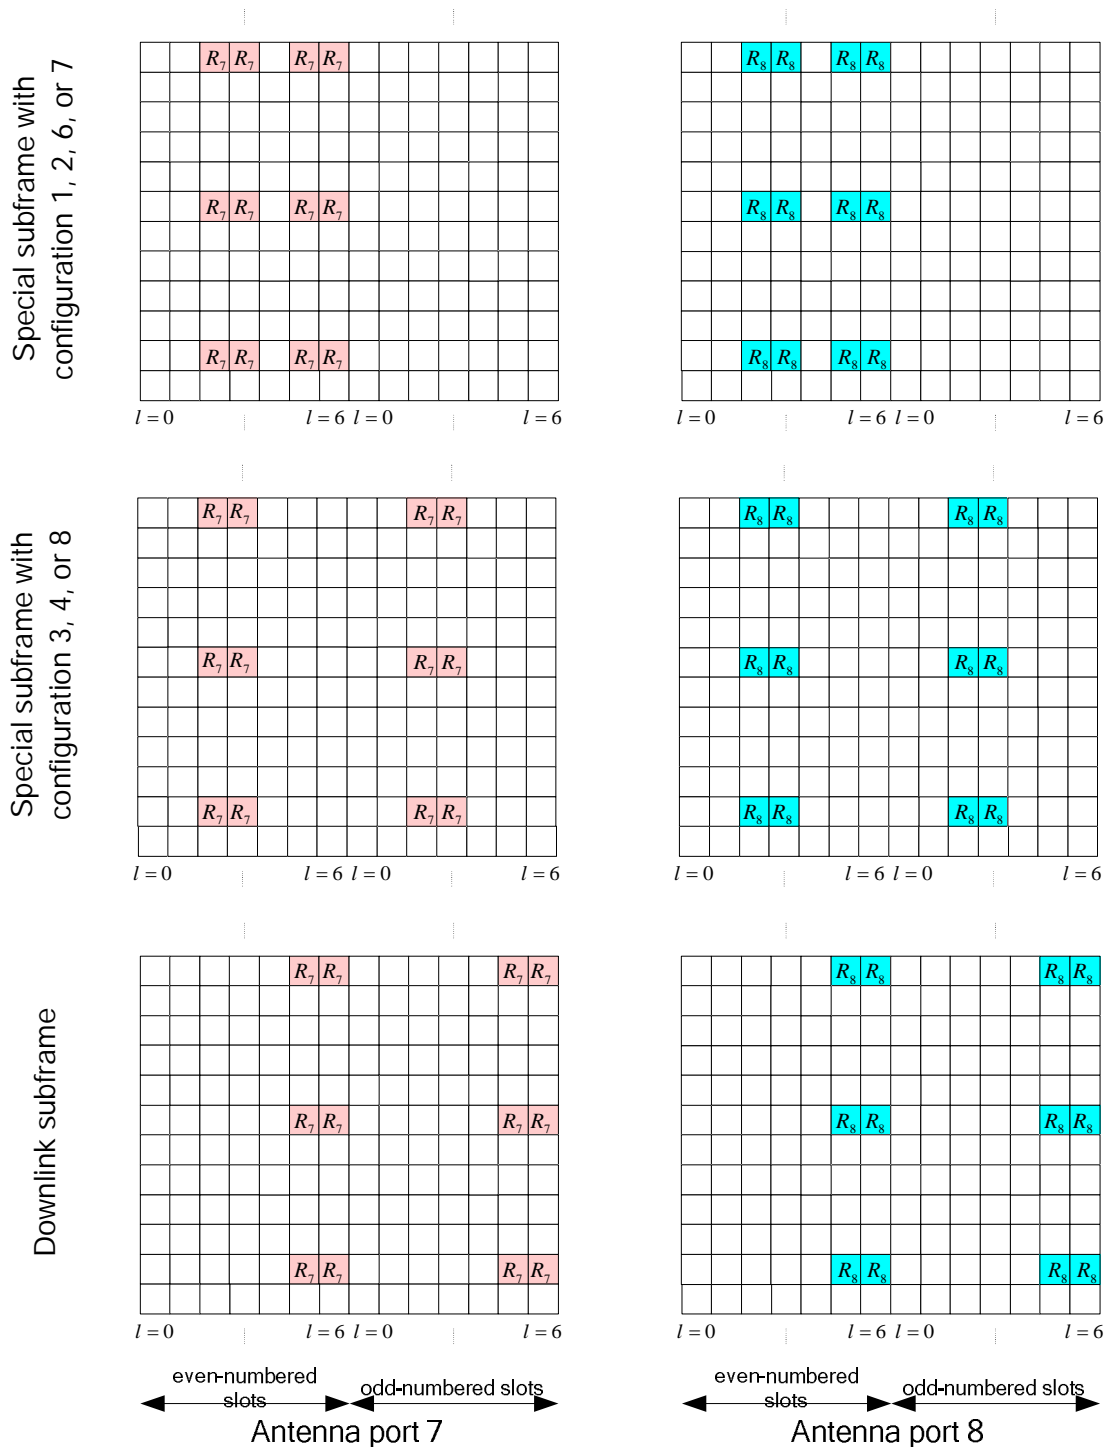 Special subframe with
configuration 1, 2, 6, or 7
R7 R7 R7 R7 R8 R8 R8 R8
R7 R7 R7 R7 R8 R8 R8 R8
R7 R7 R7 R7 R8 R8 R8 R8
l = 0 l = 6 l = 0 l = 6 l = 0 l = 6 l = 0 l = 6
Special subframe with
configuration 3, 4, or 8
R7 R7 R7 R7 R8 R8 R8 R8
R7 R7 R7 R7 R8 R8 R8 R8
R7 R7 R7 R7 R8 R8 R8 R8
l = 0 l = 6 l = 0 l = 6 l = 0 l = 6 l = 0 l = 6
Downlink subframe
R7 R7 R7 R7 R8 R8 R8 R8
R7 R7 R7 R7 R8 R8 R8 R8
R7 R7 R7 R7 R8 R8 R8 R8
l = 0 l = 6 l = 0 l = 6 l = 0 l = 6 l = 0 l = 6
even-numbered
slots
odd-numbered slots
even-numbered
slots
odd-numbered slots
Antenna port 7
Antenna port 8